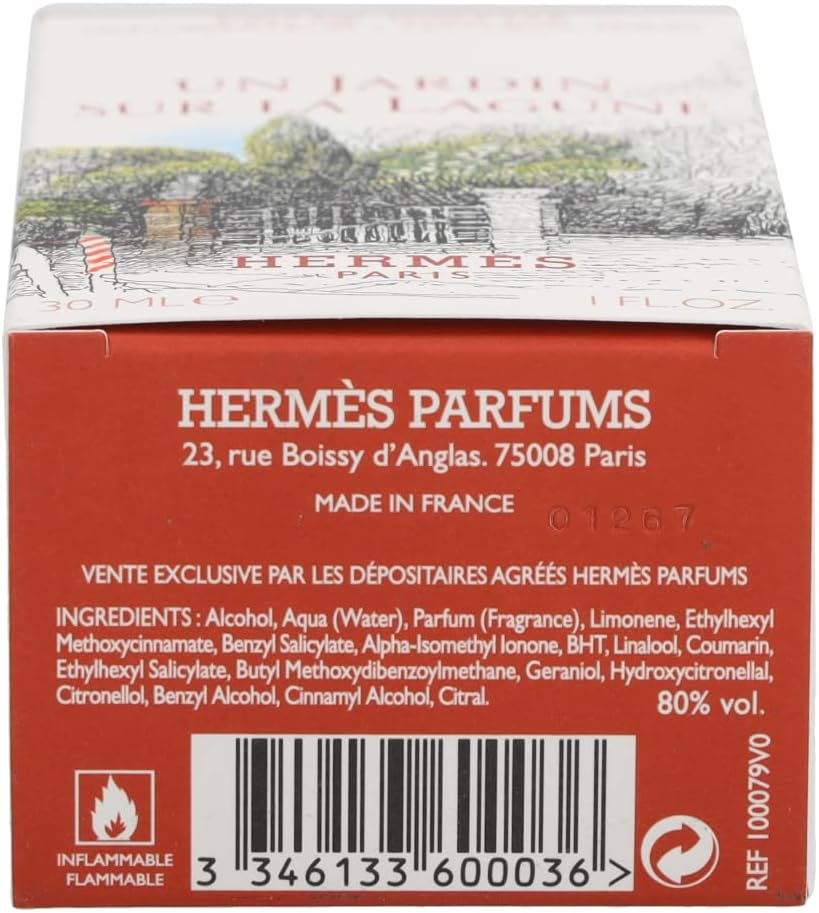 UN JARDIN
SUR LA LAGUNE
HERMÈS
PARIS
30 ML e
1 FL.OZ.
HERMÈS PARFUMS
23, rue Boissy d'Anglas. 75008 Paris
MADE IN FRANCE
01267
VENTE EXCLUSIVE PAR LES DÉPOSITAIRES AGRÉÉS HERMÈS PARFUMS
INGREDIENTS : Alcohol, Aqua (Water), Parfum (Fragrance), Limonene, Ethylhexyl
Methoxycinnamate, Benzyl Salicylate, Alpha-Isomethyl Ionone, BHT, Linalool, Coumarin,
Ethylhexyl Salicylate, Butyl Methoxydibenzoylmethane, Geraniol, Hydroxycitronellal,
Citronellol, Benzyl Alcohol, Cinnamyl Alcohol, Citral.
80% vol.
INFLAMMABLE
FLAMMABLE
3 346133 600036 >
REF 100079V0